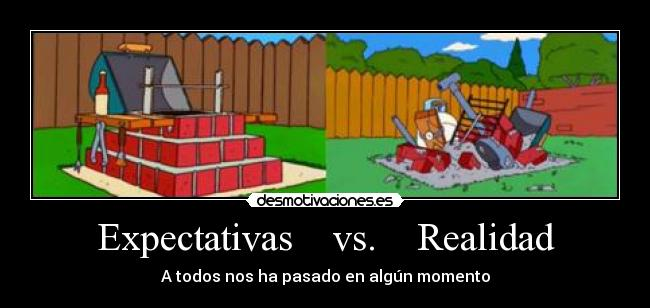 desmotivaciones.es
Expectativas vs. Realidad
A todos nos ha pasado en algún momento